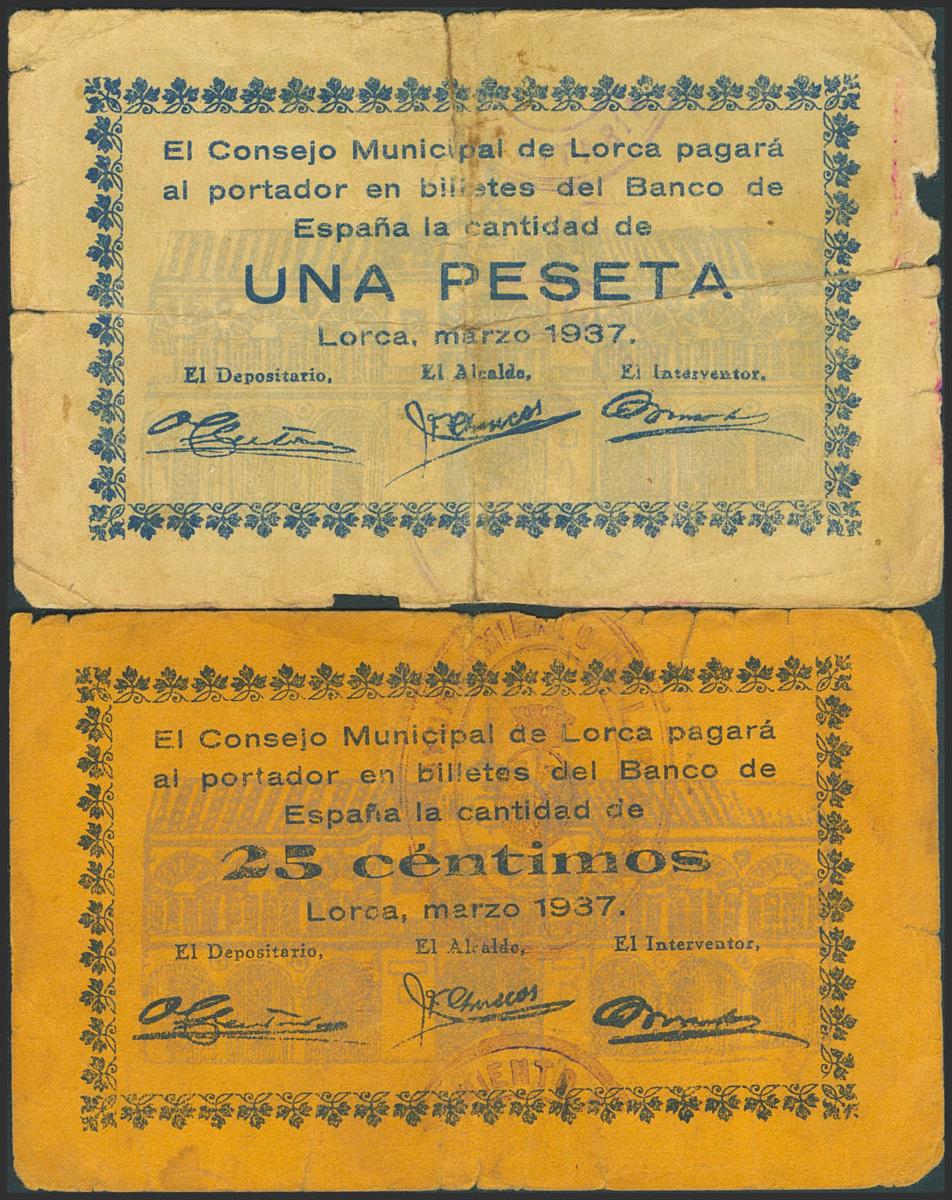 El Consejo Municipal de Lorca pagará
al portador en billetes del Banco de
España la cantidad de
UNA PESETA
Lorca, marzo 1937.
El Depositario, El Alcalde, El Interventor,
El Consejo Municipal de Lorca pagará
al portador en billetes del Banco de
España la cantidad de
25 céntimos
Lorca, marzo 1937.
El Depositario, El Alcalde, El Interventor,